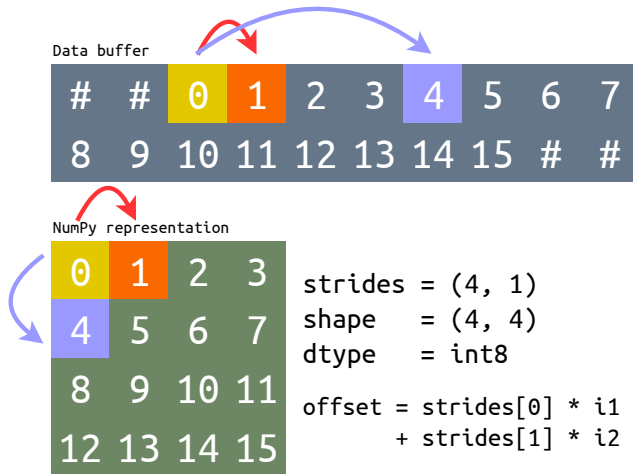 Data buffer
# # 0 1 2 3 4 5 6 7
8 9 10 11 12 13 14 15 # #
NumPy representation
0 1 2 3
4 5 6 7
8 9 10 11
12 13 14 15
strides = (4, 1)
shape   = (4, 4)
dtype   = int8
offset = strides[0] * i1
+ strides[1] * i2